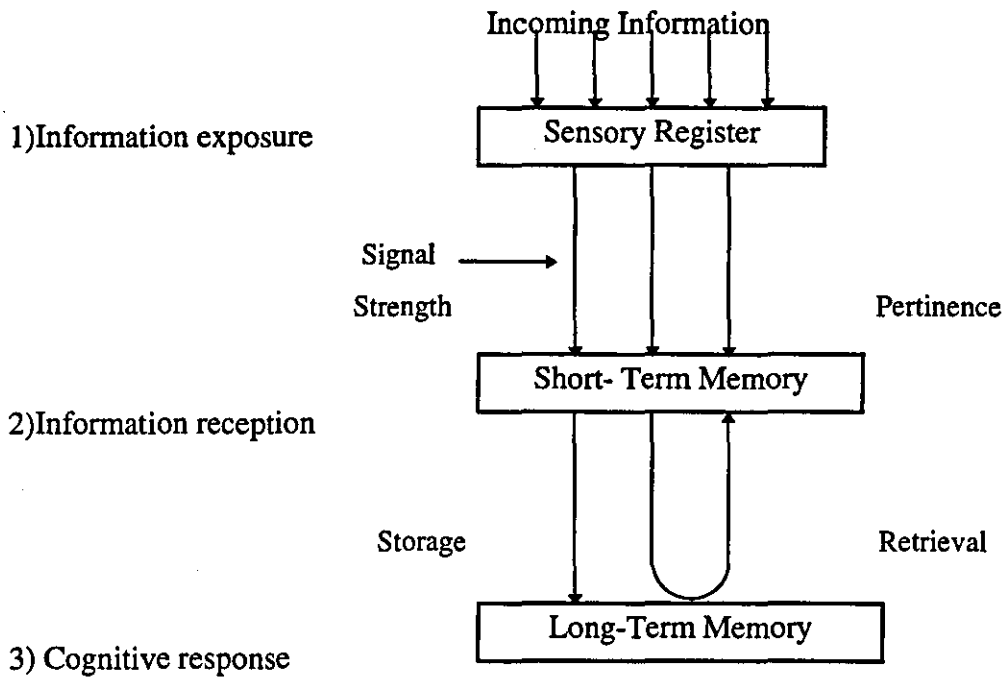 Incoming Information
1)Information exposure
Sensory Register
Signal
Strength
Pertinence
Short- Term Memory
2)Information reception
Storage
Retrieval
Long-Term Memory
3) Cognitive response